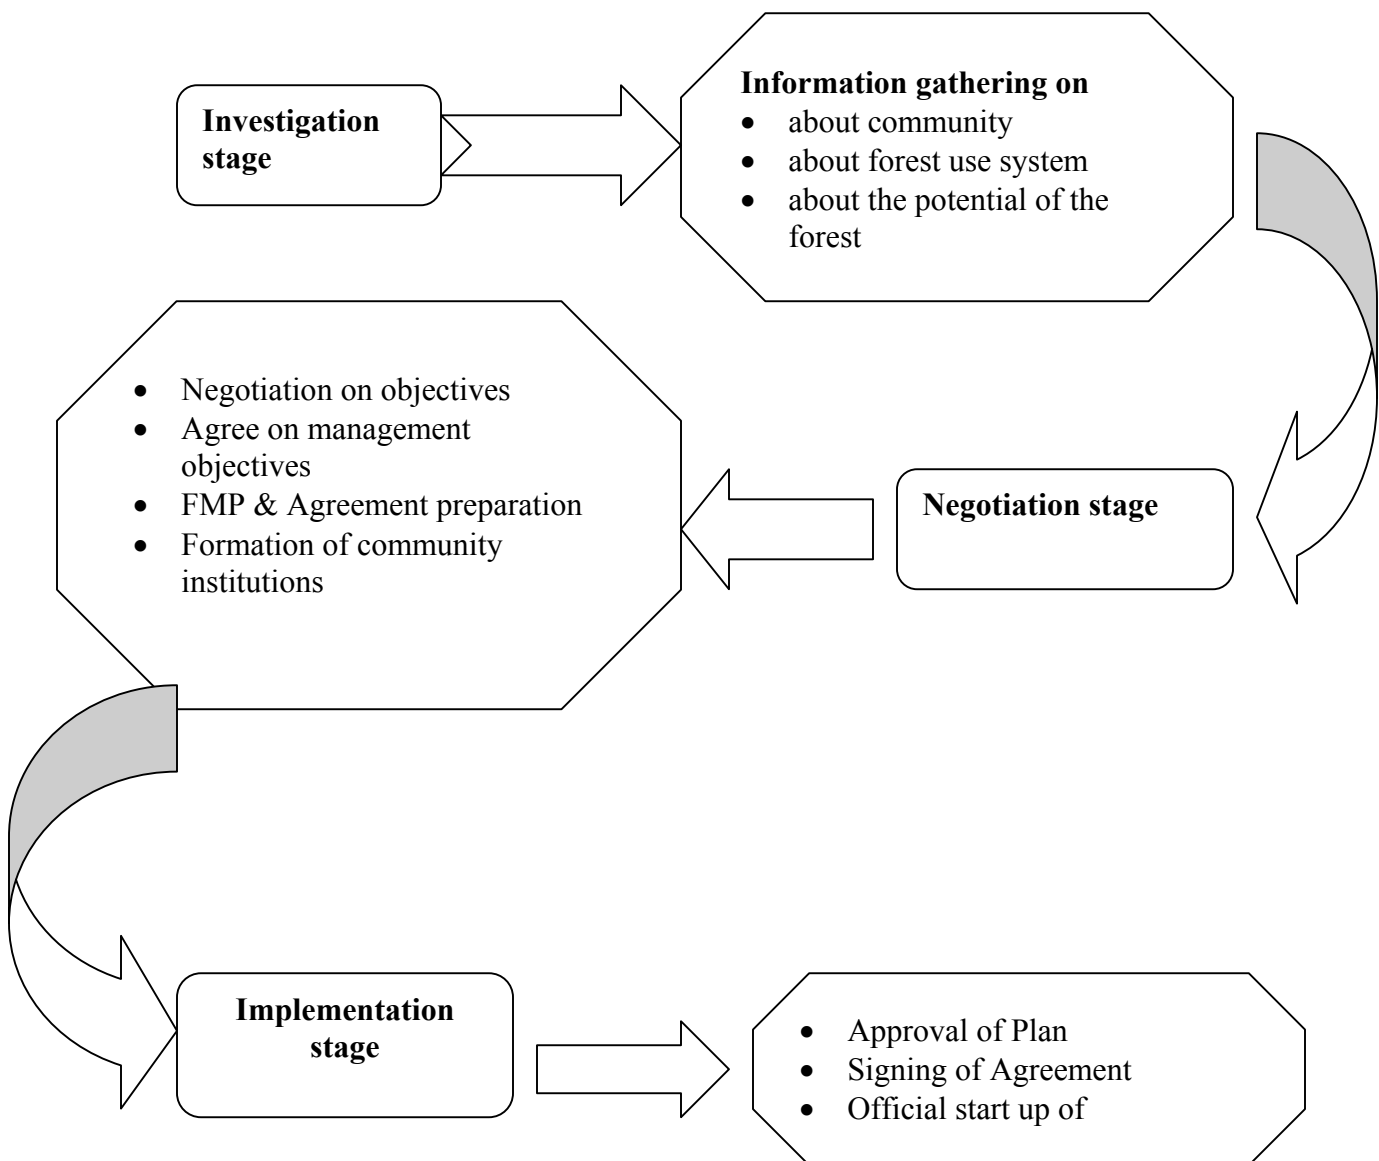 Investigation
stage
Information gathering on
• about community
• about forest use system
• about the potential of the
forest
Negotiation stage
• Negotiation on objectives
• Agree on management
objectives
• FMP & Agreement preparation
• Formation of community
institutions
Implementation
stage
• Approval of Plan
• Signing of Agreement
• Official start up of